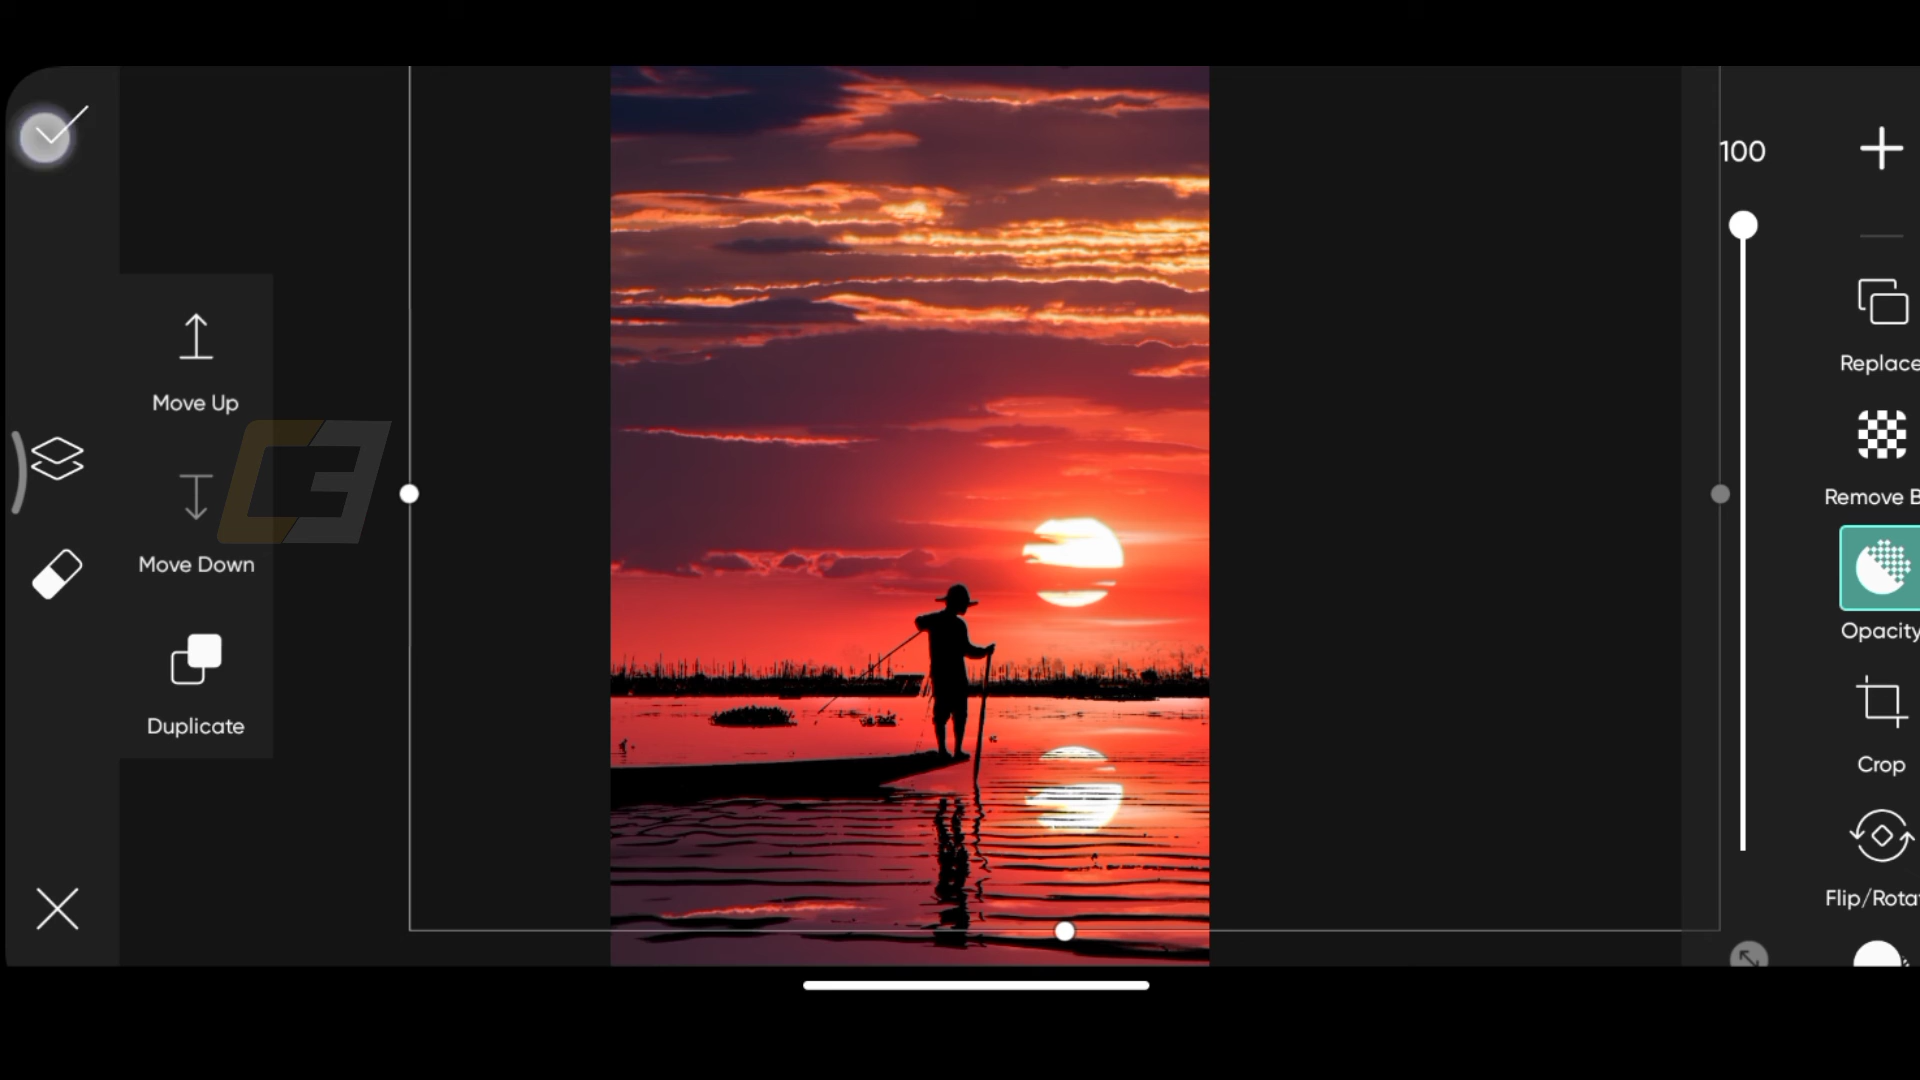 100
Move Up
Move Down
Duplicate
Replace
Remove B
Opacity
Crop
Flip/Rota